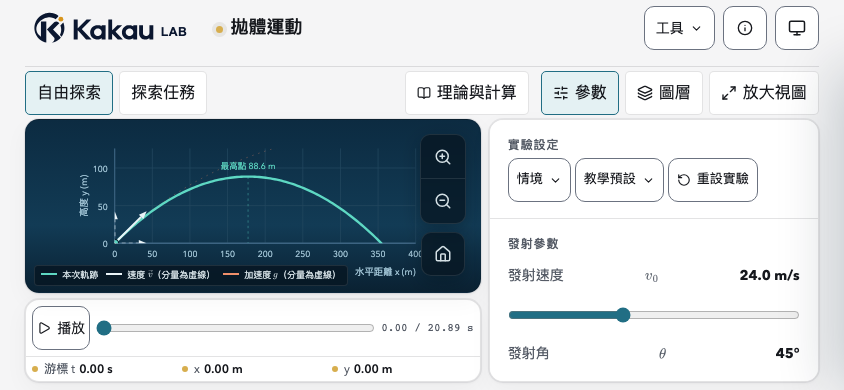 Kakau LAB
拋體運動
工具
自由探索
探索任務
理論與計算
參數
圖層
放大視圖
最高點 88.6 m
高度 y (m)
100
50
0
0 50 100 150 200 250 300 350 400
水平距離 x (m)
本次軌跡 速度 v⃗ (分量為虛線) 加速度 g (分量為虛線)
播放
0.00 / 20.89 s
游標 t 0.00 s
x 0.00 m
y 0.00 m
實驗設定
情境
教學預設
重設實驗
發射參數
發射速度 v₀ 24.0 m/s
發射角 θ 45°